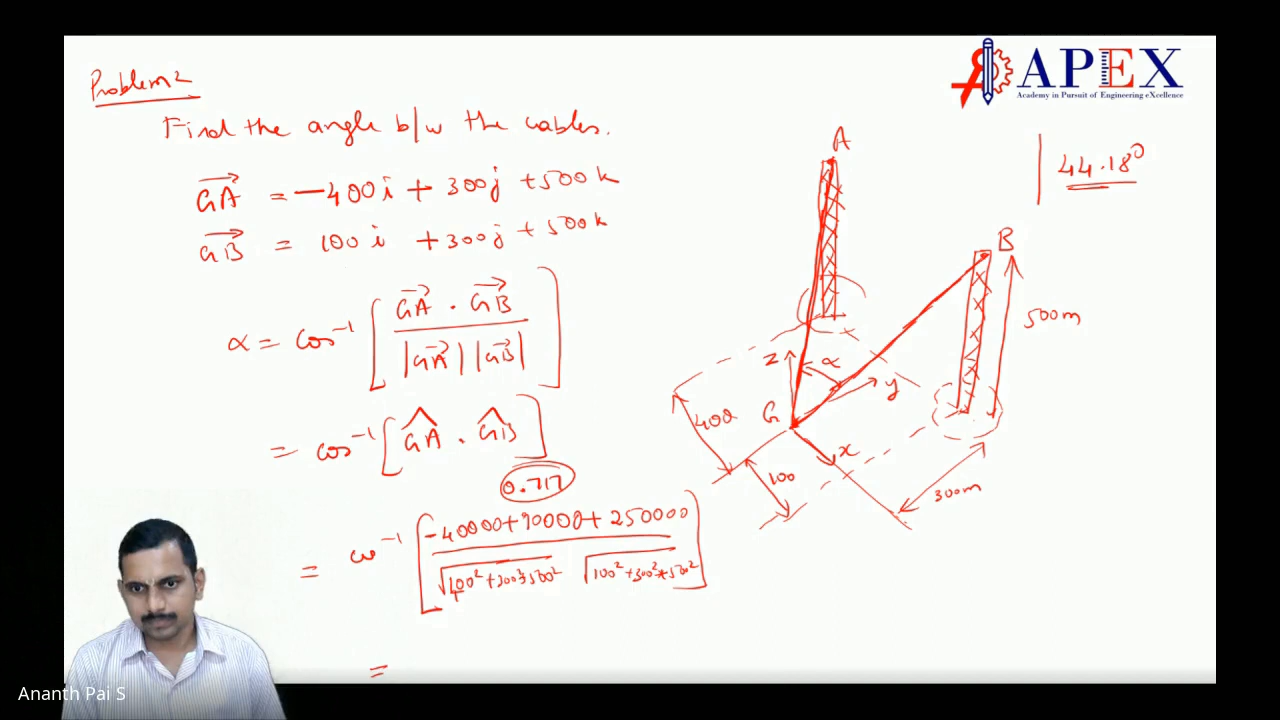 Problem 2
Find the angle b/w the cables.
GA = -400i + 300j + 500k
GB = 100i + 300j + 500k
α = cos⁻¹ [ GA . GB / |GA| |GB| ]
= cos⁻¹ [ GA . GB ]
0.717
= cos⁻¹ [ -40000+90000+250000 / √400²+300²+500² √100²+300²+500² ]
=
APEX
Academy in Pursuit of Engineering eXcellence
44.18⁰
A
B
500m
Z
α
y
G
400
x
100
300m
Ananth Pai S